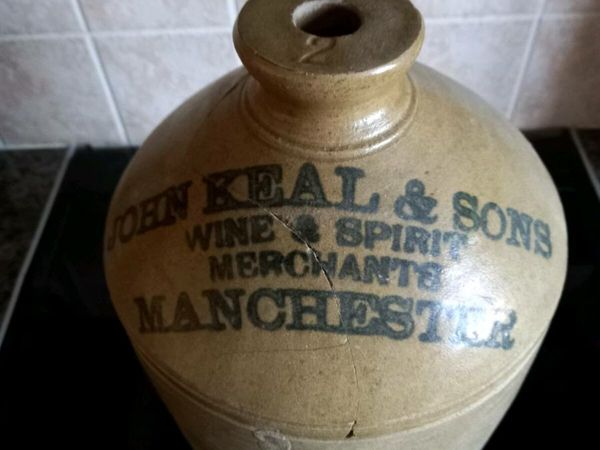 2
JOHN KEAL & SONS
WINE & SPIRIT
MERCHANTS
MANCHESTER